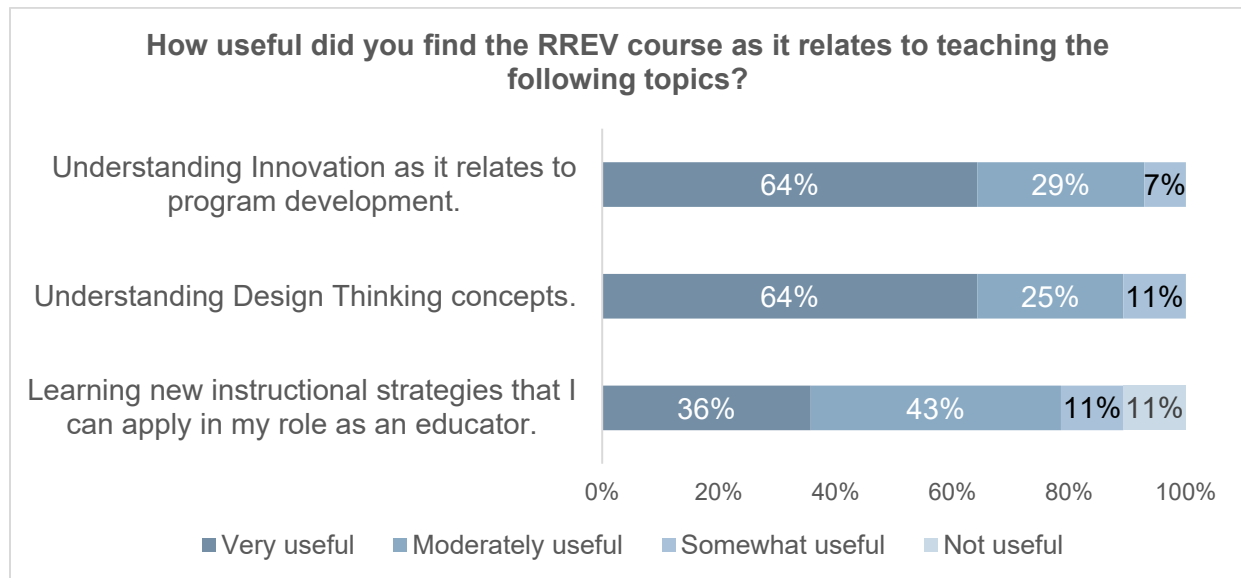 How useful did you find the RREV course as it relates to teaching the
following topics?
Understanding Innovation as it relates to
program development.
64%
29%
7%
Understanding Design Thinking concepts.
64%
25%
11%
Learning new instructional strategies that I
can apply in my role as an educator.
36%
43%
11%
11%
0%
20%
40%
60%
80%
100%
Very useful
Moderately useful
Somewhat useful
Not useful